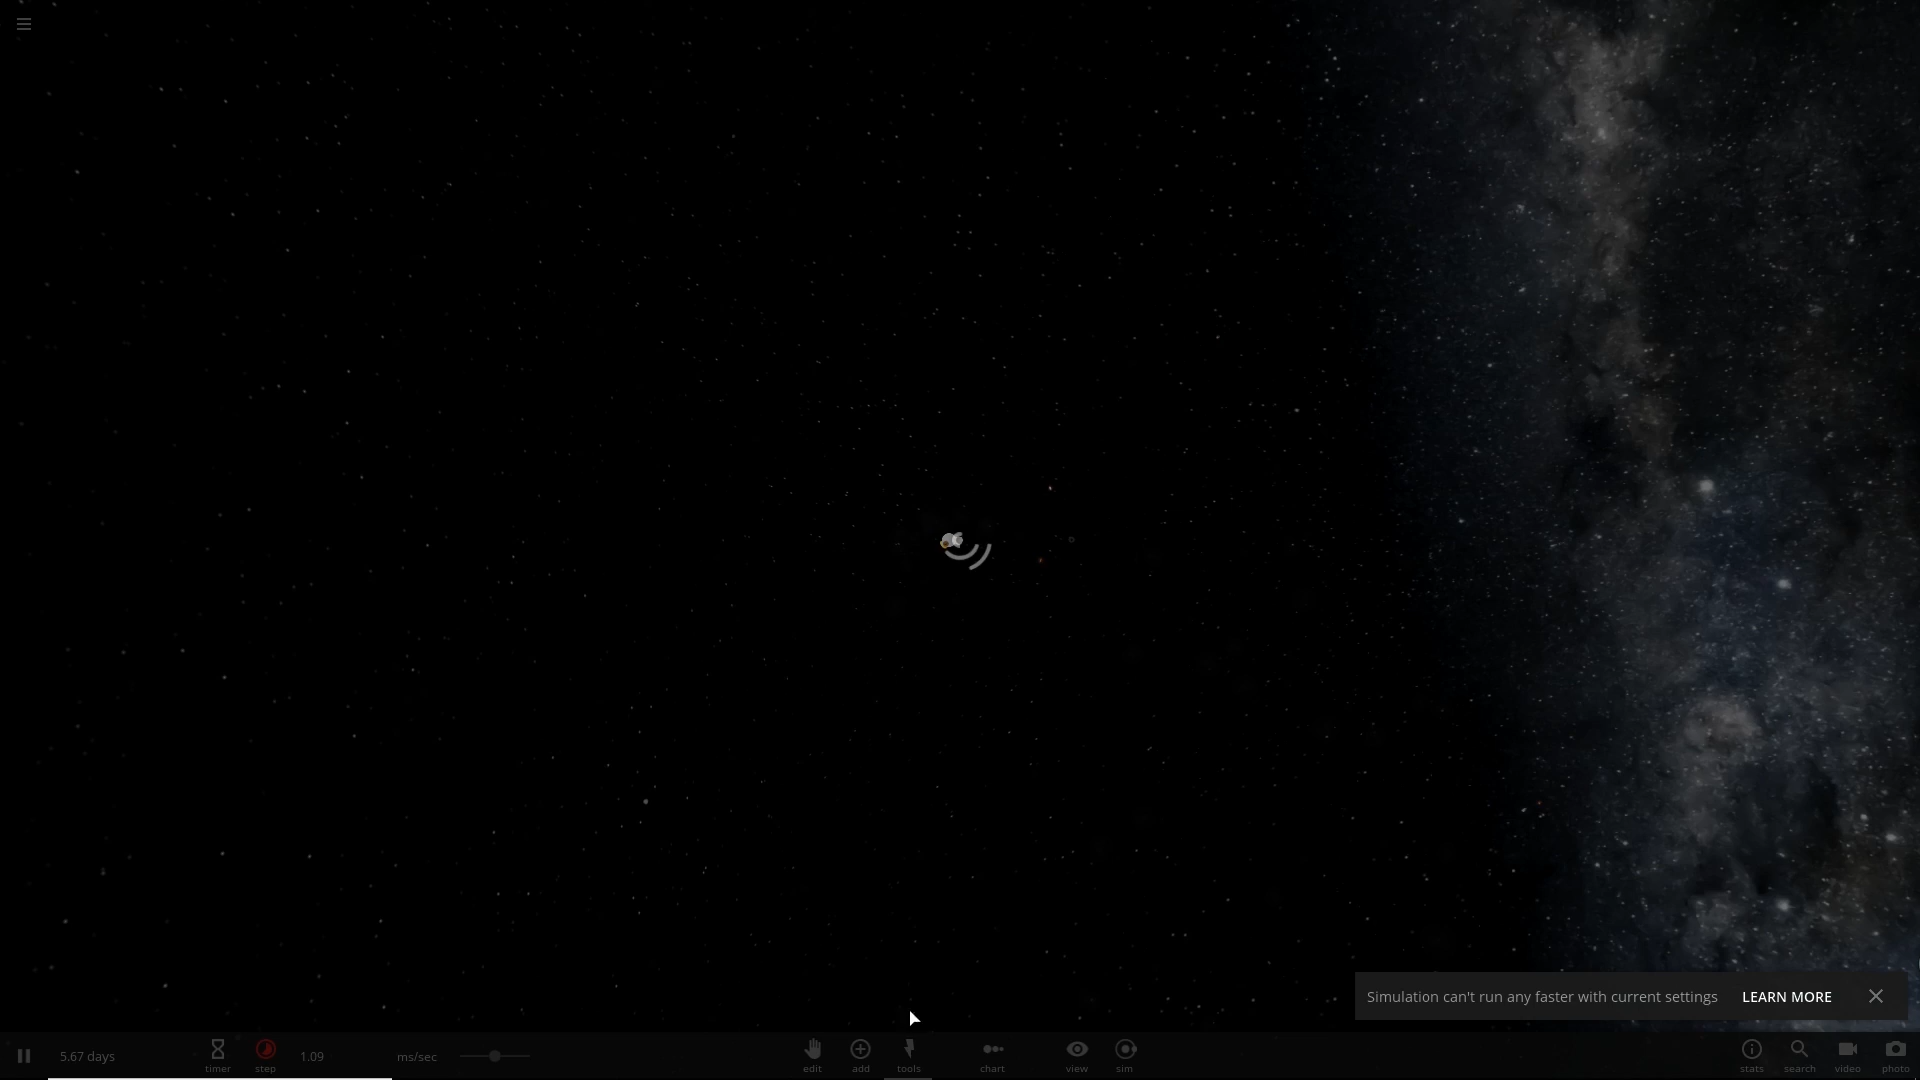 Simulation can't run any faster with current settings LEARN MORE
5.67 days timer step 1.09 ms/sec edit add tools chart view sim stats search video photo